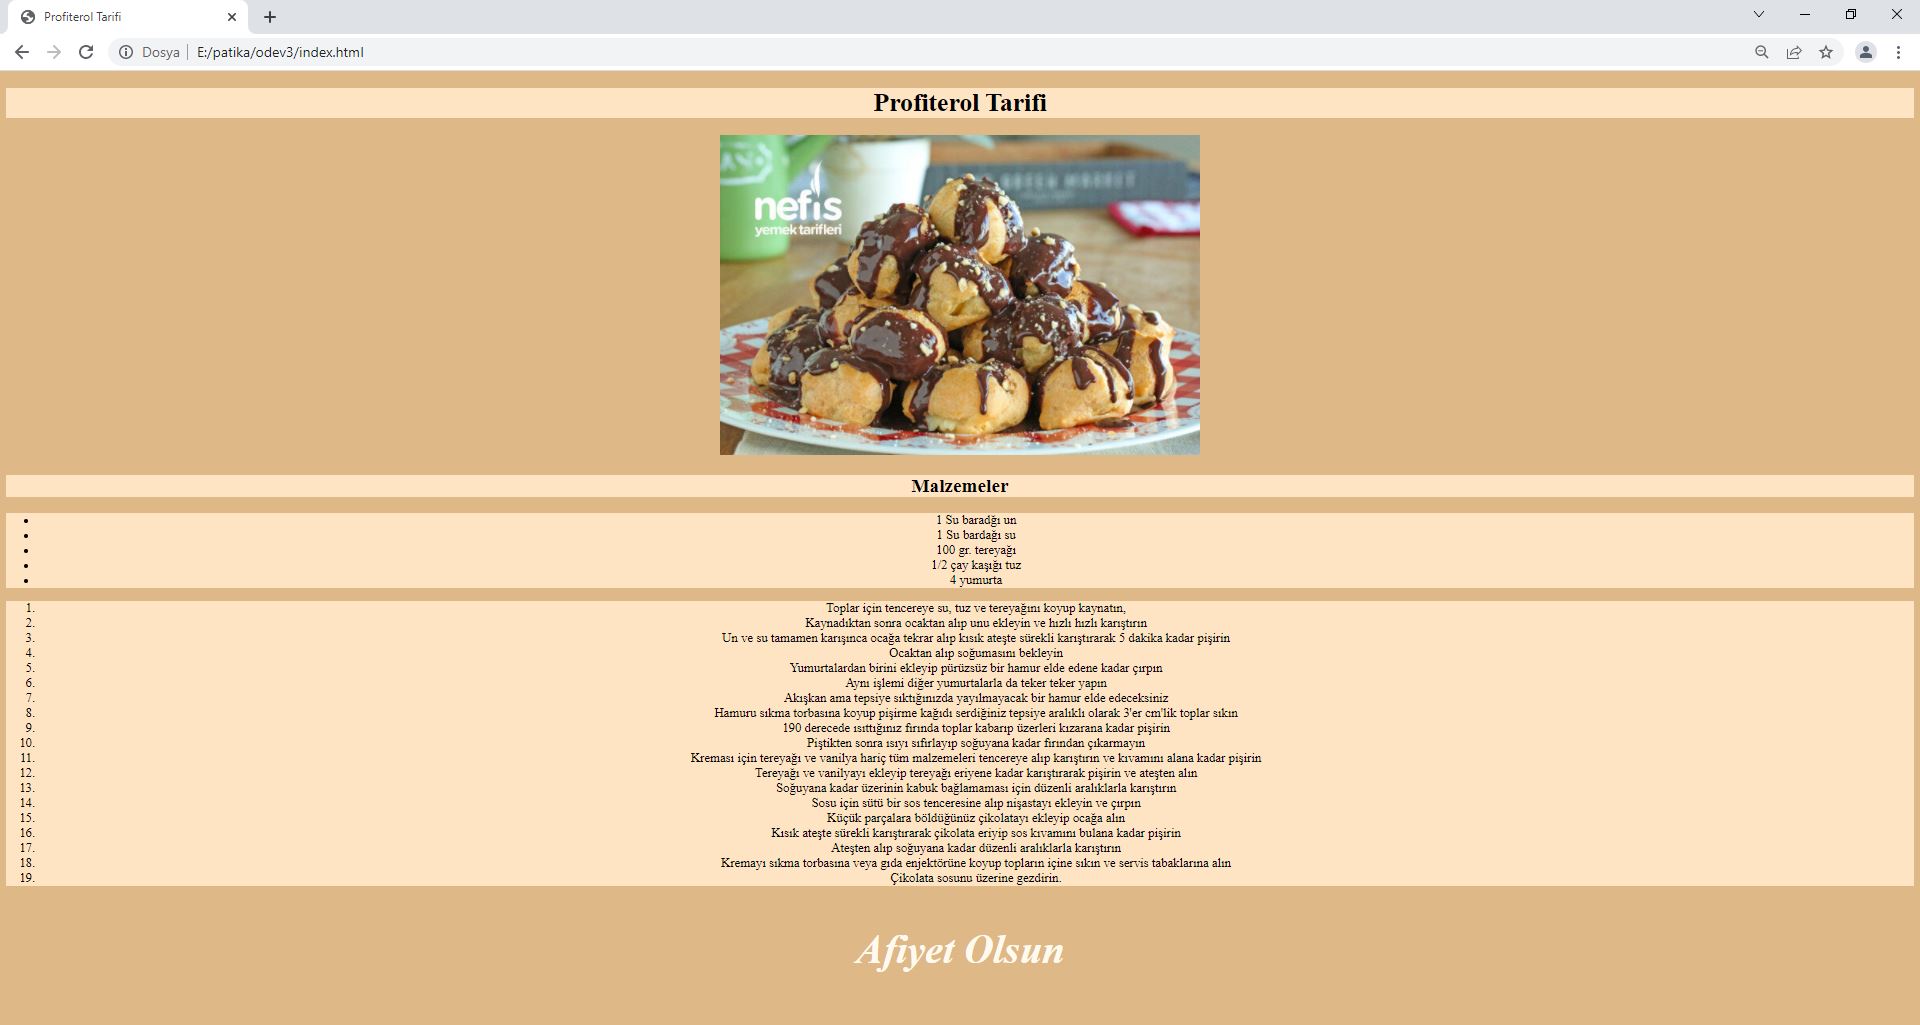 Profiterol Tarifi
Dosya
E:/patika/odev3/index.html
Profiterol Tarifi
nefis
yemek tarifleri
Malzemeler
1 Su baradğı un
1 Su bardağı su
100 gr. tereyağı
1/2 çay kaşığı tuz
4 yumurta
1. Toplar için tencereye su, tuz ve tereyağını koyup kaynatın,
2. Kaynadıktan sonra ocaktan alıp unu ekleyin ve hızlı hızlı karıştırın
3. Un ve su tamamen karışınca ocağa tekrar alıp kısık ateşte sürekli karıştırarak 5 dakika kadar pişirin
4. Ocaktan alıp soğumasını bekleyin
5. Yumurtalardan birini ekleyip pürüzsüz bir hamur elde edene kadar çırpın
6. Aynı işlemi diğer yumurtalarla da teker teker yapın
7. Akışkan ama tepsiye sıktığınızda yayılmayacak bir hamur elde edeceksiniz
8. Hamuru sıkma torbasına koyup pişirme kağıdı serdiğiniz tepsiye aralıklı olarak 3'er cm'lik toplar sıkın
9. 190 derecede ısıttığınız fırında toplar kabarıp üzerleri kızarana kadar pişirin
10. Piştikten sonra ısıyı sıfırlayıp soğuyana kadar fırından çıkarmayın
11. Kreması için tereyağı ve vanilya hariç tüm malzemeleri tencereye alıp karıştırın ve kıvamını alana kadar pişirin
12. Tereyağı ve vanilyayı ekleyip tereyağı eriyene kadar karıştırarak pişirin ve ateşten alın
13. Soğuyana kadar üzerinin kabuk bağlamaması için düzenli aralıklarla karıştırın
14. Sosu için sütü bir sos tenceresine alıp nişastayı ekleyin ve çırpın
15. Küçük parçalara böldüğünüz çikolatayı ekleyip ocağa alın
16. Kısık ateşte sürekli karıştırarak çikolata eriyip sos kıvamını bulana kadar pişirin
17. Ateşten alıp soğuyana kadar düzenli aralıklarla karıştırın
18. Kremayı sıkma torbasına veya gıda enjektörüne koyup topların içine sıkın ve servis tabaklarına alın
19. Çikolata sosunu üzerine gezdirin.
Afiyet Olsun